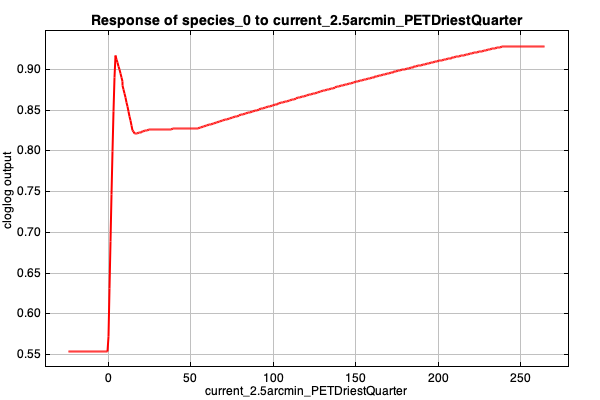 Response of species_0 to current_2.5arcmin_PETDriestQuarter
cloglog output
0.90
0.85
0.80
0.75
0.70
0.65
0.60
0.55
0 50 100 150 200 250
current_2.5arcmin_PETDriestQuarter